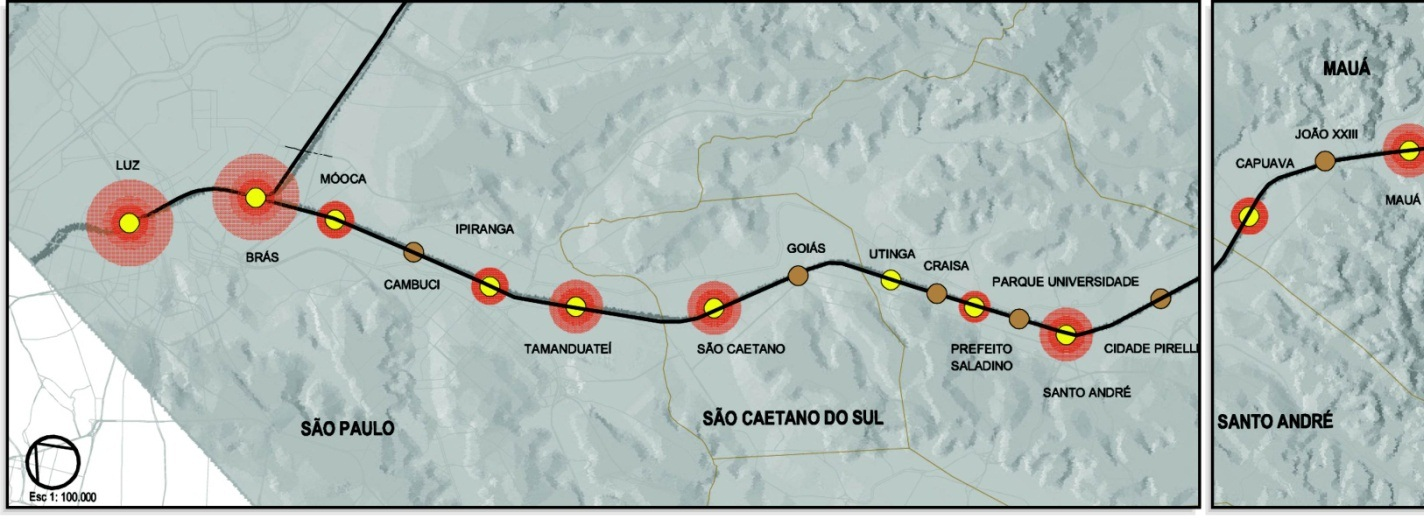 LUZ
BRÁS
MÓOCA
CAMBUCI
IPIRANGA
TAMANDUATEÍ
SÃO CAETANO
GOIÁS
UTINGA
CRAISA
PREFEITO
SALADINO
PARQUE UNIVERSIDADE
SANTO ANDRÉ
CIDADE PIRELLI
SÃO PAULO
SÃO CAETANO DO SUL
Esc 1: 100.000
MAUÁ
JOÃO XXIII
CAPUAVA
MAUÁ
SANTO ANDRÉ